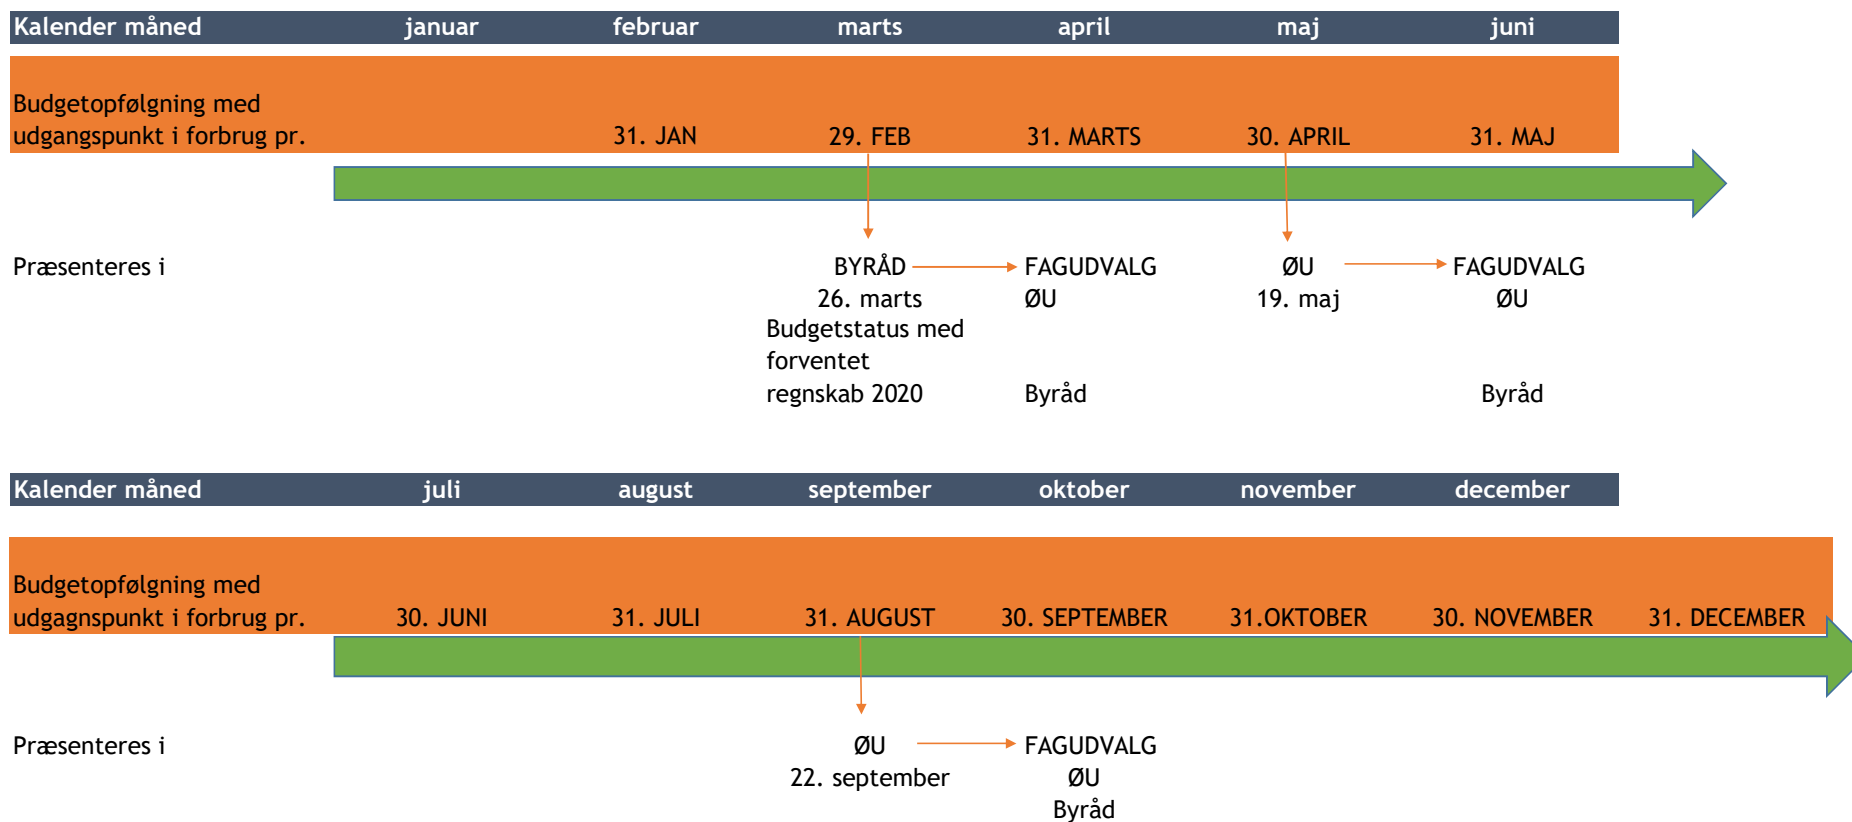 Kalender måned januar februar marts april maj juni
Budgetopfølgning med
udgangspunkt i forbrug pr. 31. JAN 29. FEB 31. MARTS 30. APRIL 31. MAJ
Præsenteres i BYRÅD FAGUDVALG ØU FAGUDVALG
26. marts ØU 19. maj ØU
Budgetstatus med
forventet
regnskab 2020 Byråd Byråd
Kalender måned juli august september oktober november december
Budgetopfølgning med
udgagnspunkt i forbrug pr. 30. JUNI 31. JULI 31. AUGUST 30. SEPTEMBER 31.OKTOBER 30. NOVEMBER 31. DECEMBER
Præsenteres i ØU FAGUDVALG
22. september ØU
Byråd